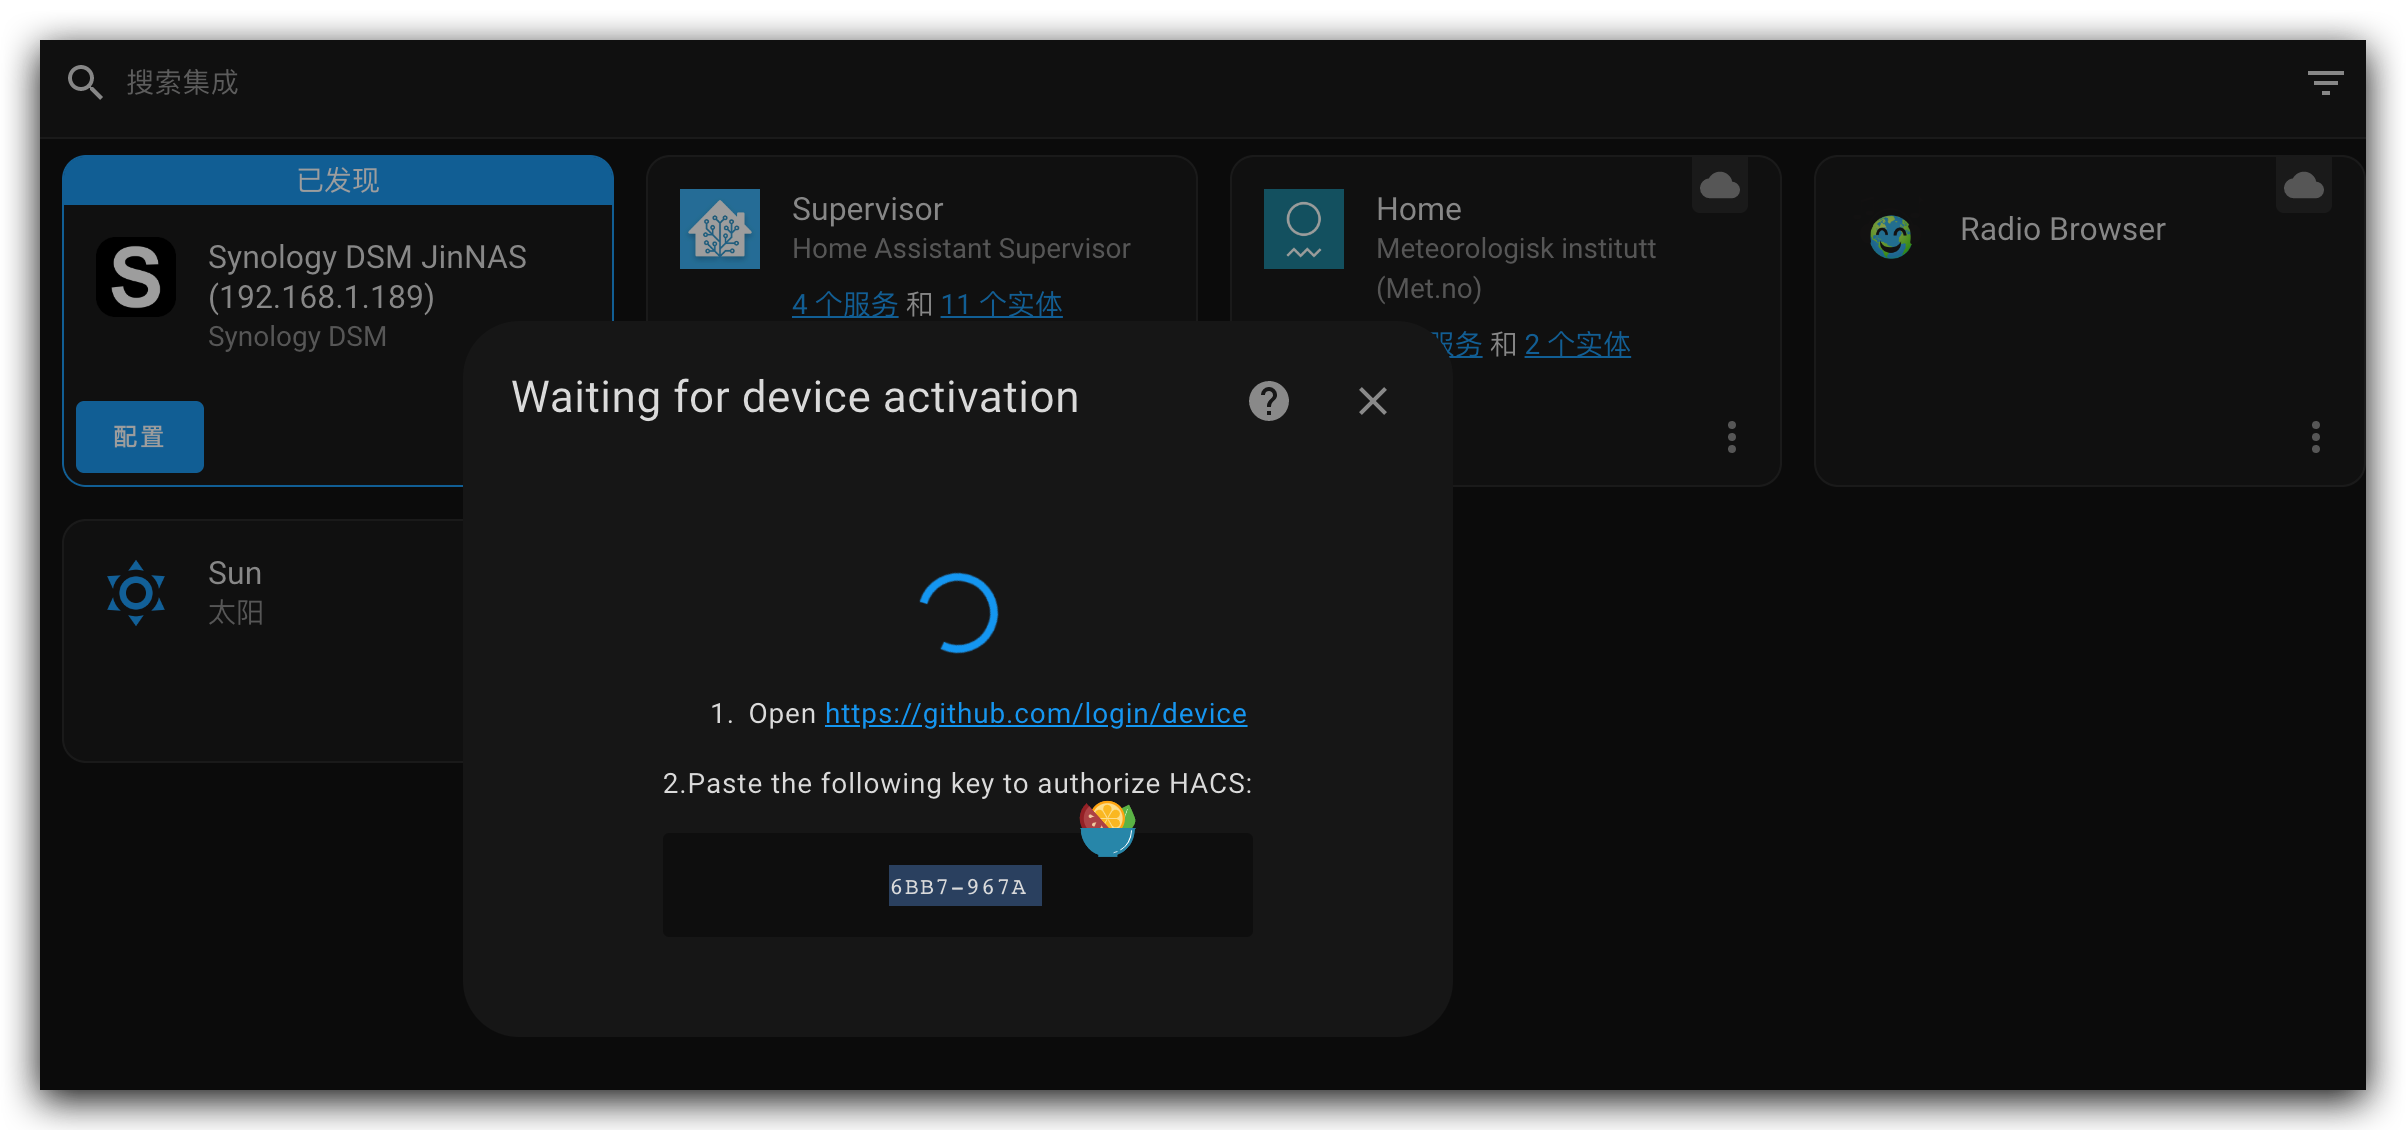 搜索集成
已发现
Synology DSM JinNAS
(192.168.1.189)
Synology DSM
配置
Supervisor
Home Assistant Supervisor
4 个服务 和 11 个实体
Home
Meteorologisk institutt
(Met.no)
服务 和 2 个实体
Radio Browser
Sun
太阳
Waiting for device activation
1. Open https://github.com/login/device
2.Paste the following key to authorize HACS:
6BB7-967A